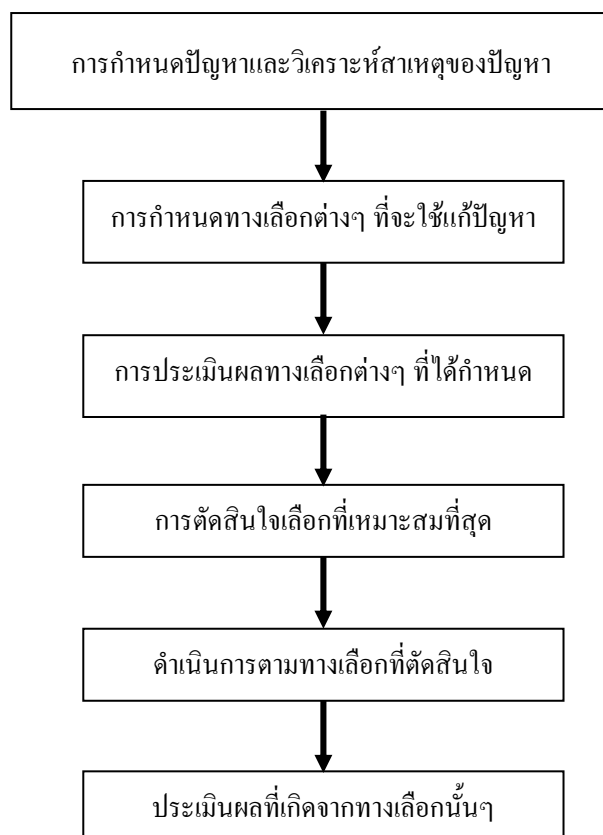 การกำหนดปัญหาและวิเคราะห์สาเหตุของปัญหา
การกำหนดทางเลือกต่างๆ ที่จะใช้แก้ปัญหา
การประเมินผลทางเลือกต่างๆ ที่ได้กำหนด
การตัดสินใจเลือกที่เหมาะสมที่สุด
ดำเนินการตามทางเลือกที่ตัดสินใจ
ประเมินผลที่เกิดจากทางเลือกนั้นๆ